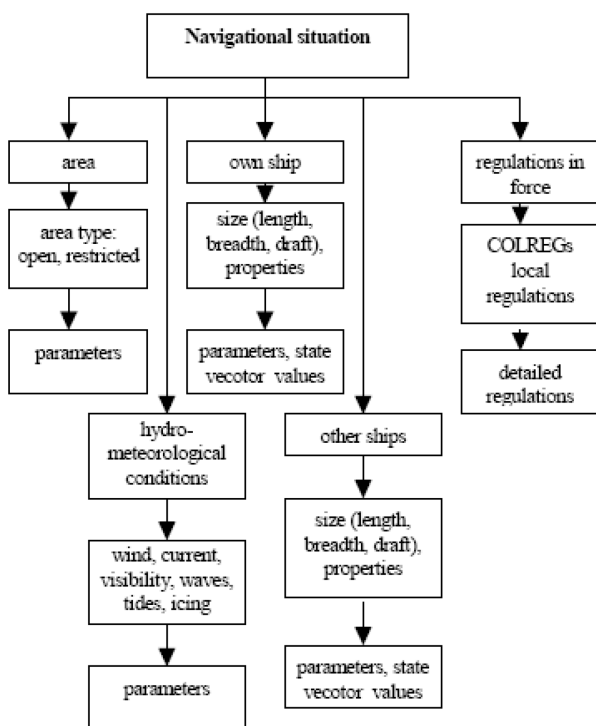 Navigational situation
area
own ship
regulations in
force
area type:
open, restricted
size (length,
breadth, draft),
properties
COLREGs
local
regulations
parameters
parameters, state
vecotor values
detailed
regulations
hydro-
meteorological
conditions
other ships
wind, current,
visibility, waves,
tides, icing
size (length,
breadth, draft),
properties
parameters
parameters, state
vecotor values